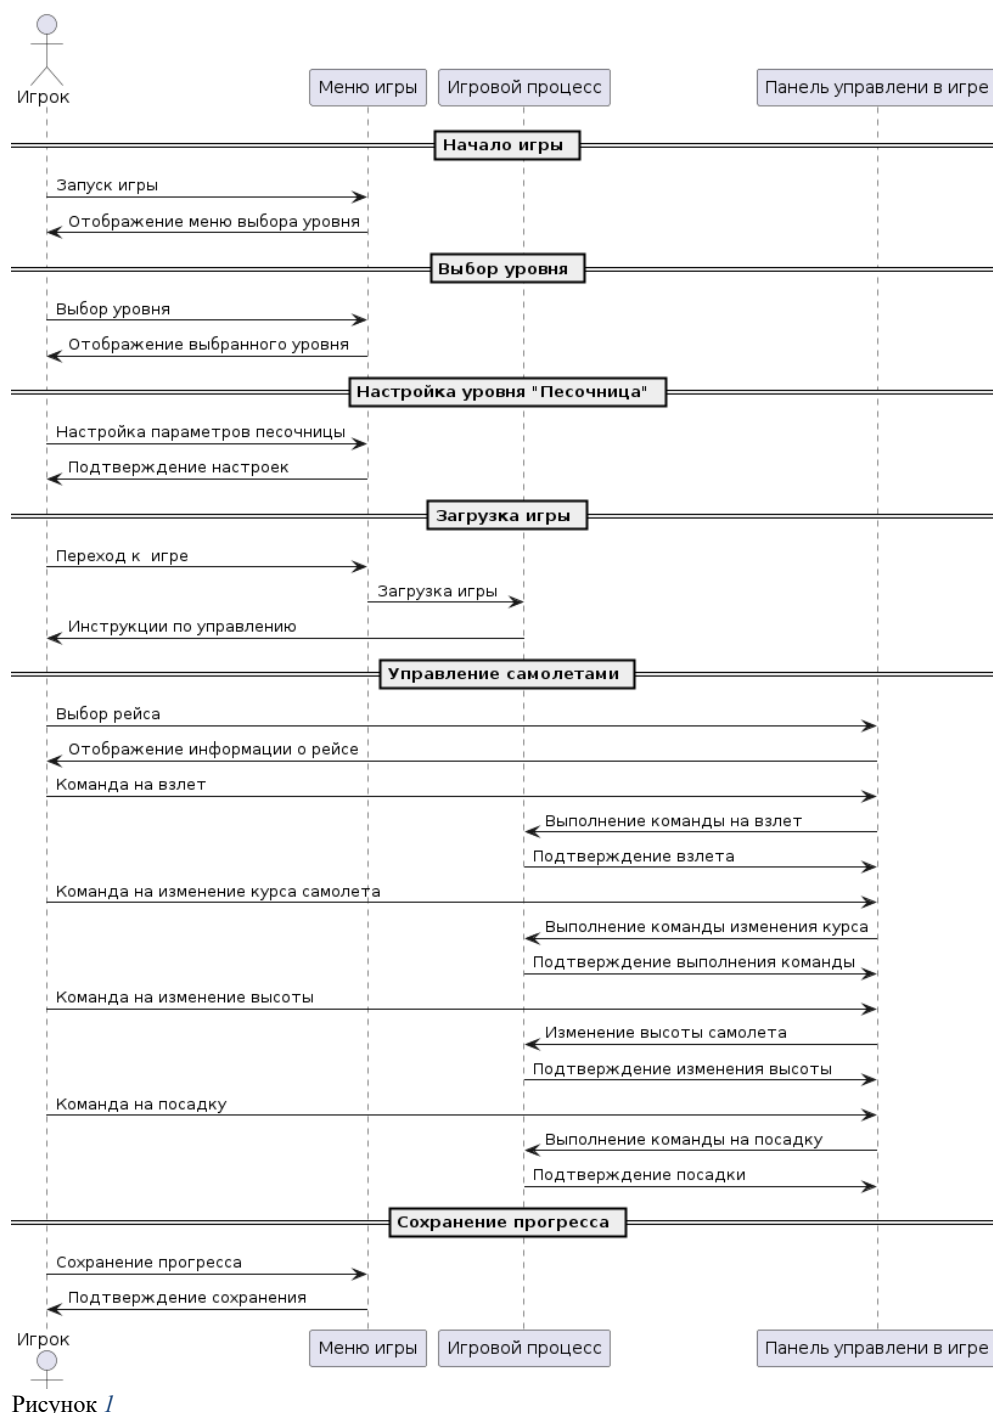 Игрок
Меню игры
Игровой процесс
Панель управлени в игре
Начало игры
Запуск игры
Отображение меню выбора уровня
Выбор уровня
Выбор уровня
Отображение выбранного уровня
Настройка уровня "Песочница"
Настройка параметров песочницы
Подтверждение настроек
Загрузка игры
Переход к  игре
Загрузка игры
Инструкции по управлению
Управление самолетами
Выбор рейса
Отображение информации о рейсе
Команда на взлет
Выполнение команды на взлет
Подтверждение взлета
Команда на изменение курса самолета
Выполнение команды изменения курса
Подтверждение выполнения команды
Команда на изменение высоты
Изменение высоты самолета
Подтверждение изменения высоты
Команда на посадку
Выполнение команды на посадку
Подтверждение посадки
Сохранение прогресса
Сохранение прогресса
Подтверждение сохранения
Игрок
Меню игры
Игровой процесс
Панель управлени в игре
Рисунок 1